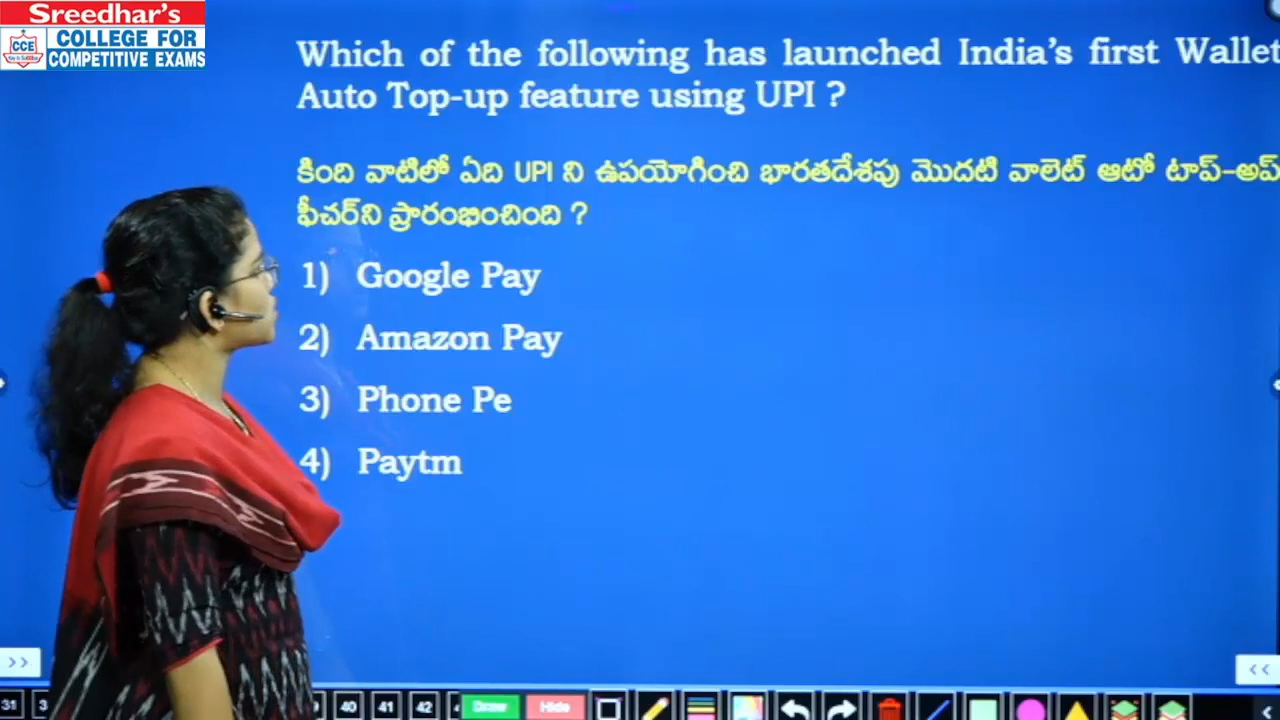 Sreedhar's
CCE
COLLEGE FOR
COMPETITIVE EXAMS
Which of the following has launched India's first Wallet
Auto Top-up feature using UPI ?
కింది వాటిలో ఏది UPI ని ఉపయోగించి భారతదేశపు మొదటి వాలెట్ ఆటో టాప్-అప్
ఫీచర్‌ని ప్రారంభించింది ?
1) Google Pay
2) Amazon Pay
3) Phone Pe
4) Paytm
>> <<
31 40 41 42 Draw Hide